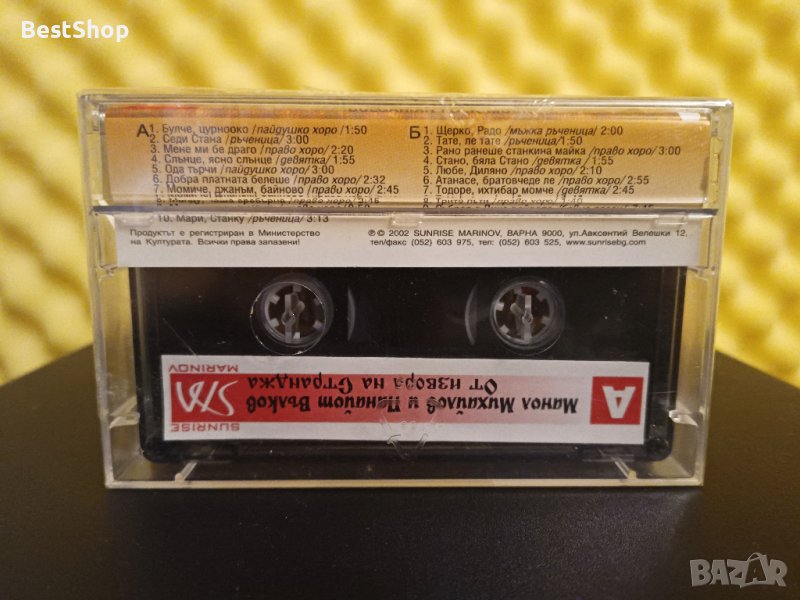 BestShop
А
1. Булче, цурнооко /пайдушко хоро/1:50
2. Седи Стана /ръченица/ 3:00
3. Мене ми бе драго /право хоро/ 2:20
4. Слънце, ясно слънце /деветка/ 1:55
5. Ода търчи /пайдушко хоро/ 3:00
6. Добра платната белеше /право хоро/ 2:32
7. Момиче, джанъм, байново /право хоро/ 2:45
10. Мари, Станку /ръченица/ 3:13
Б
1. Щерко, Радо /мъжка ръченица/ 2:00
2. Тате, ле тате /ръченица/1:50
3. Рано ранеше станкина майка /право хоро/ 3:00
4. Стано, бяла Стано /деветка/ 1:55
5. Любе, Диляно /право хоро/ 2:10
6. Атанасе, братовчеде ле /право хоро/ 2:55
7. Тодоре, ихтибар момче /деветка/ 2:45
Продуктът е регистриран в Министерство
на Културата. Всички права запазени!
℗© 2002 SUNRISE MARINOV, ВАРНА 9000, ул.Авксентий Велешки 12,
тел/факс (052) 603 975, тел: (052) 603 525, www.sunrisebg.com
A
Манол Михайлов и Панайот Вълков
От извора на Странджа
SUNRISE
SM
MARINOV
BAZAR